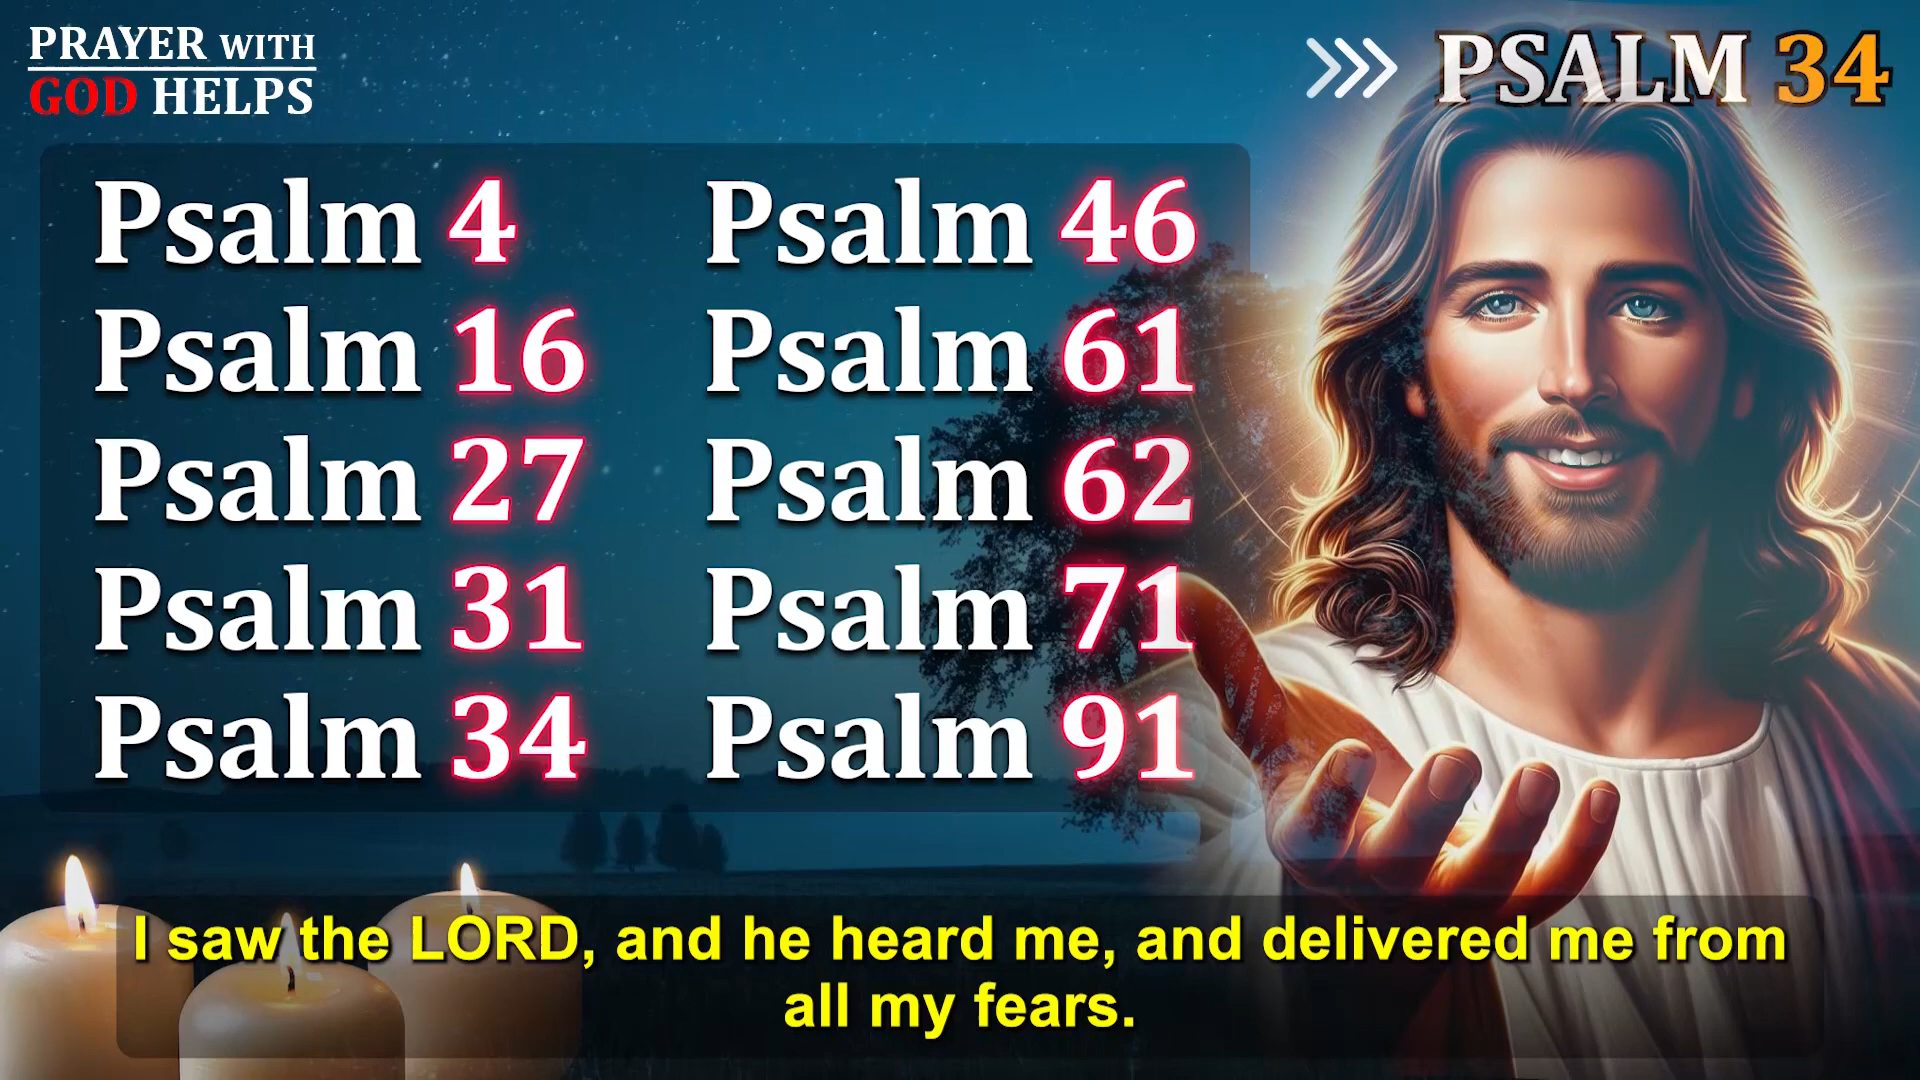 PRAYER WITH
GOD HELPS
PSALM 34
Psalm 4
Psalm 16
Psalm 27
Psalm 31
Psalm 34
Psalm 46
Psalm 61
Psalm 62
Psalm 71
Psalm 91
I saw the LORD, and he heard me, and delivered me from
all my fears.